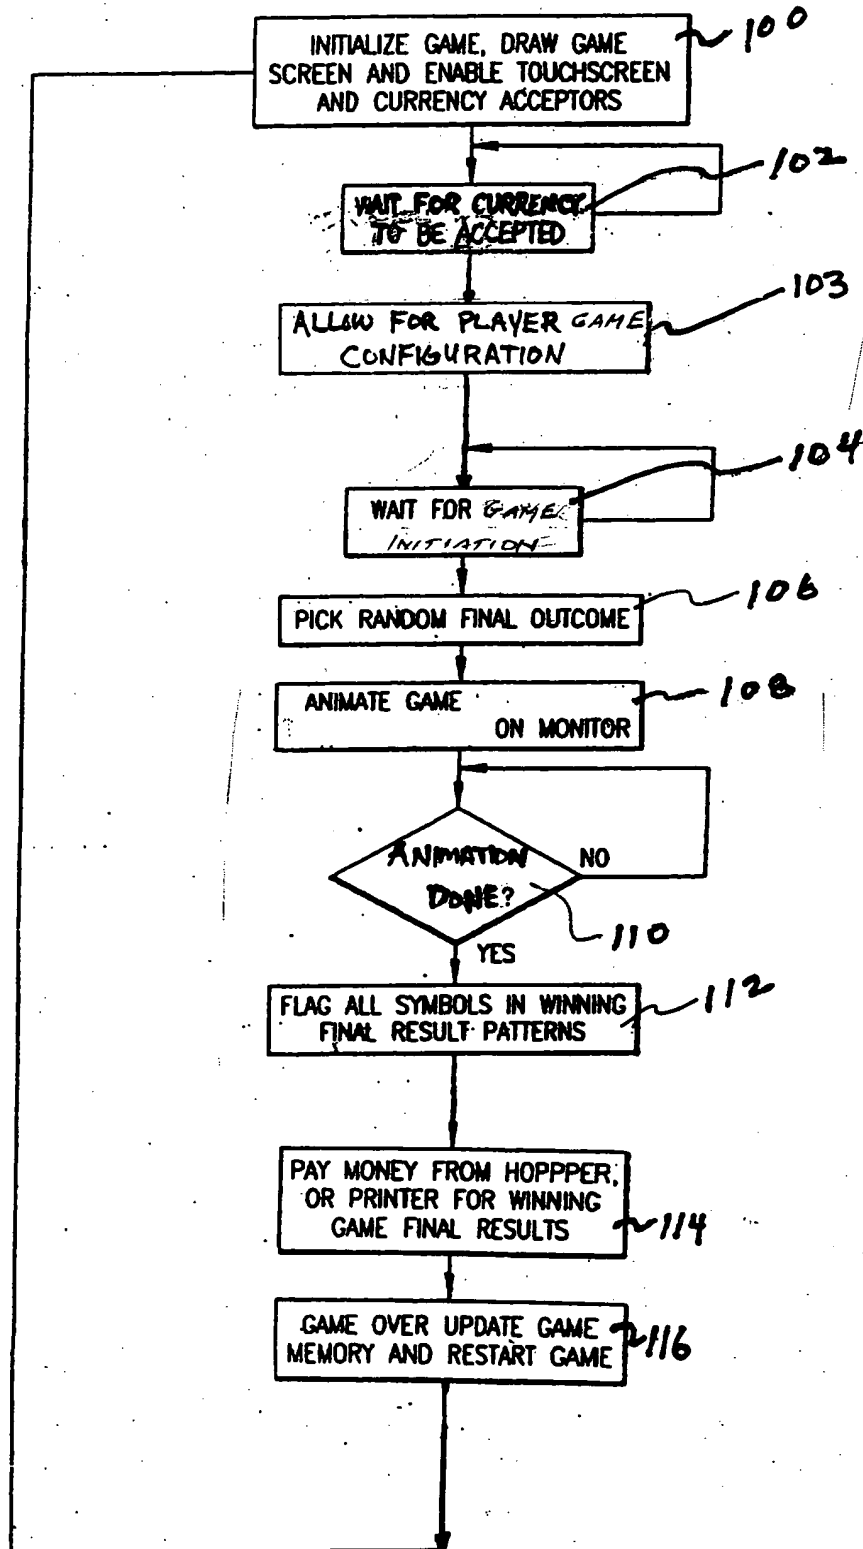 INITIALIZE GAME, DRAW GAME
SCREEN AND ENABLE TOUCHSCREEN
AND CURRENCY ACCEPTORS
100
WAIT FOR CURRENCY
TO BE ACCEPTED
102
ALLOW FOR PLAYER GAME
CONFIGURATION
103
WAIT FOR GAME
INITIATION
104
PICK RANDOM FINAL OUTCOME
106
ANIMATE GAME
ON MONITOR
108
ANIMATION
DONE?
NO
110
YES
FLAG ALL SYMBOLS IN WINNING
FINAL RESULT PATTERNS
112
PAY MONEY FROM HOPPPER,
OR PRINTER FOR WINNING
GAME FINAL RESULTS
114
GAME OVER UPDATE GAME
MEMORY AND RESTART GAME
116